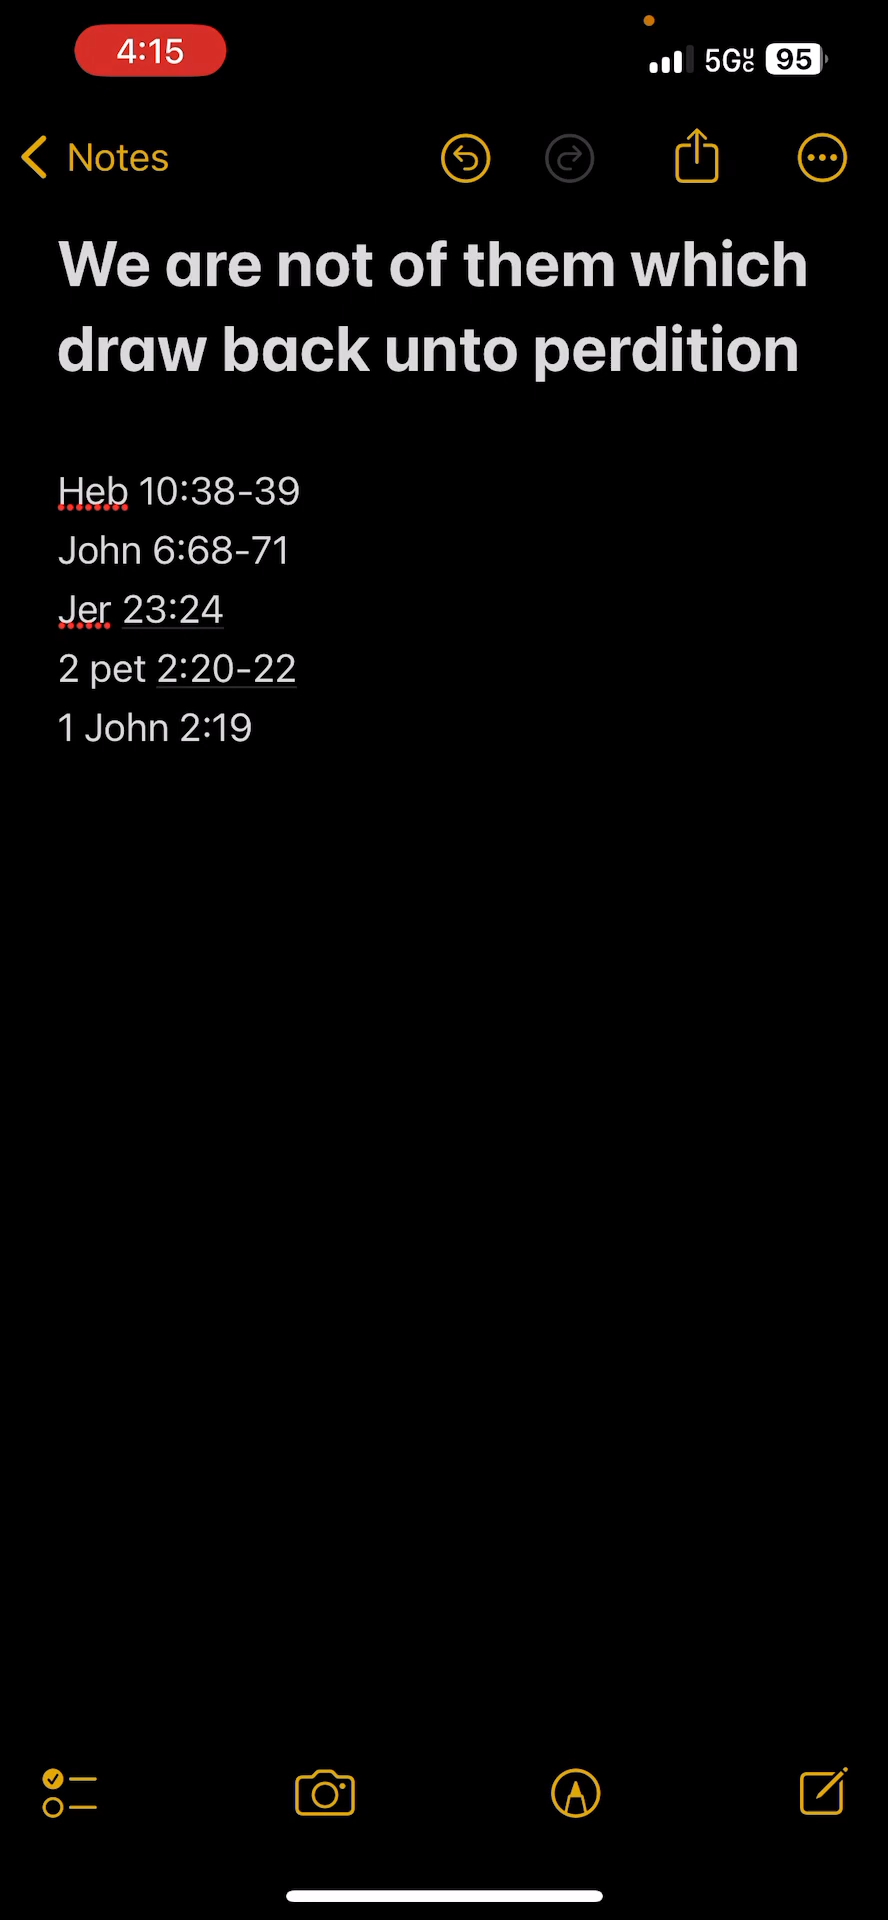 4:15
5G UC 95
Notes
We are not of them which
draw back unto perdition
Heb 10:38-39
John 6:68-71
Jer 23:24
2 pet 2:20-22
1 John 2:19